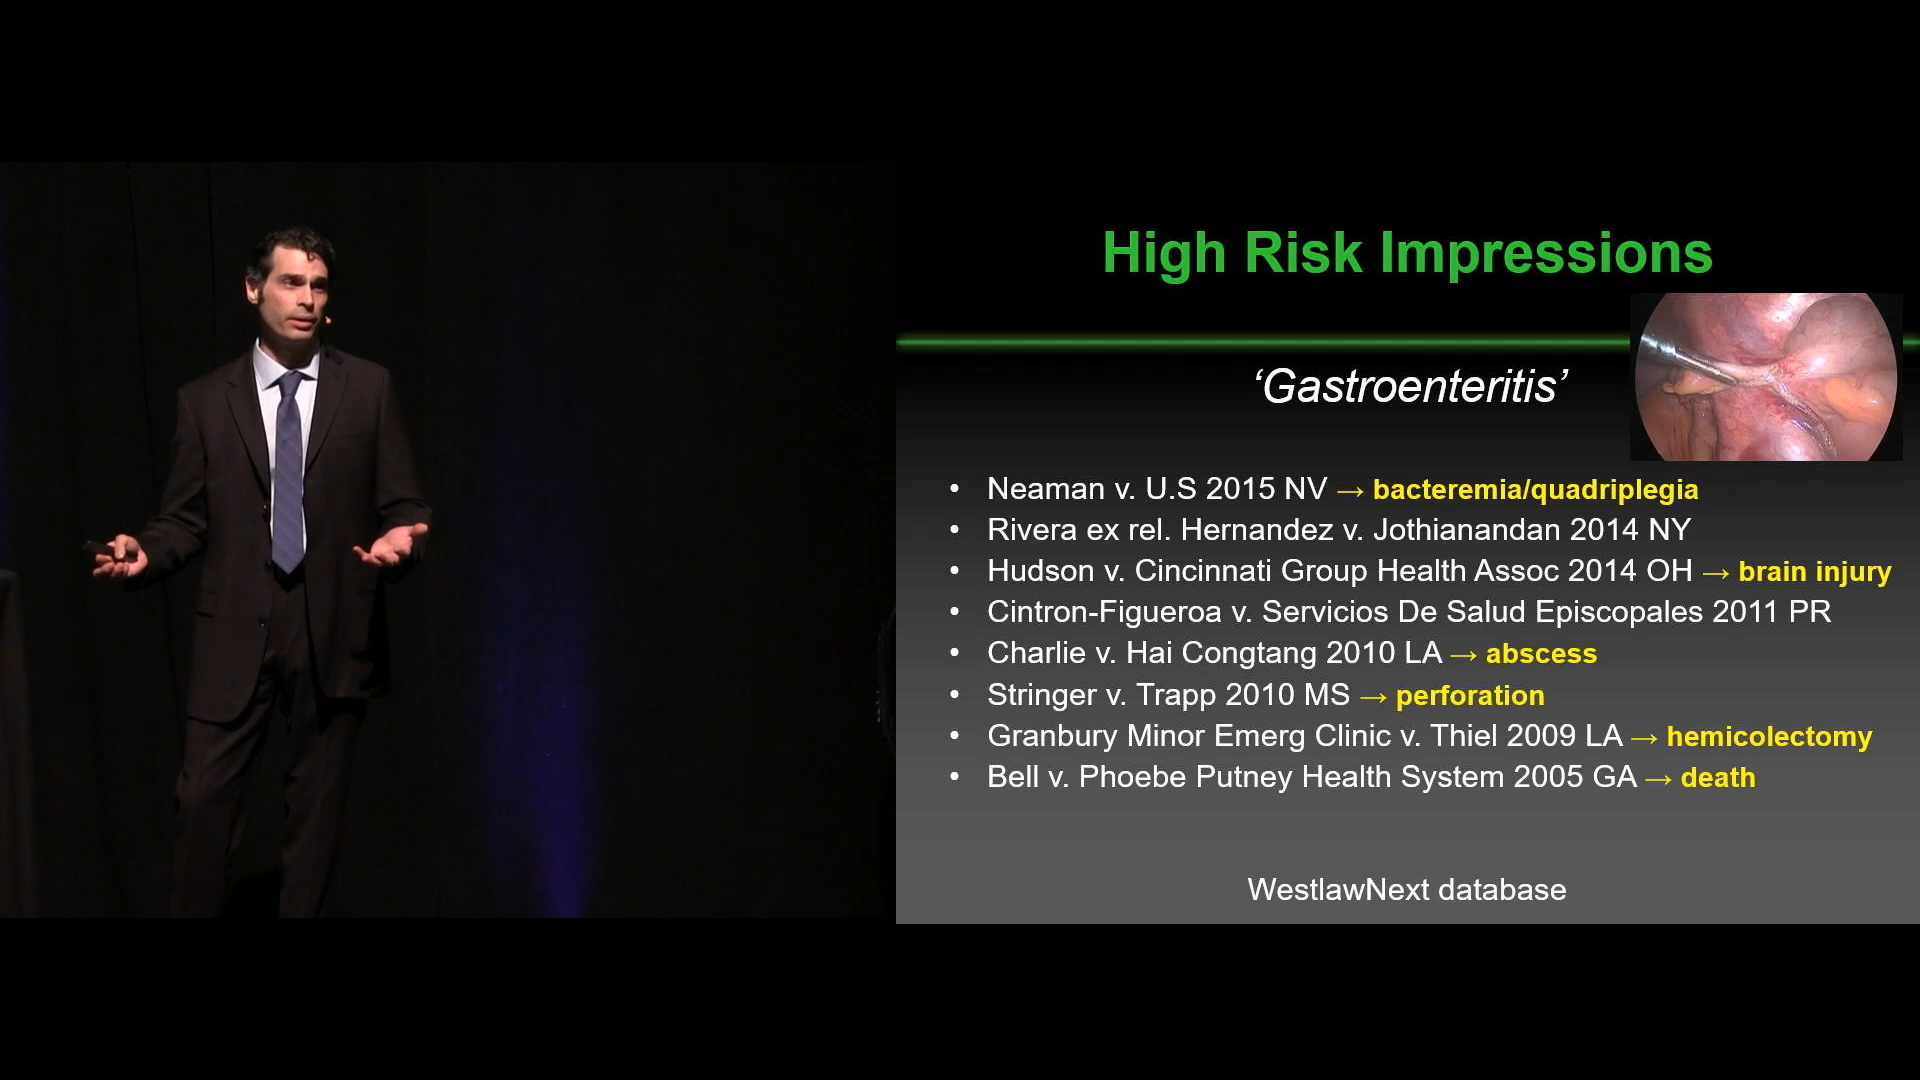 High Risk Impressions
‘Gastroenteritis’
• Neaman v. U.S 2015 NV → bacteremia/quadriplegia
• Rivera ex rel. Hernandez v. Jothianandan 2014 NY
• Hudson v. Cincinnati Group Health Assoc 2014 OH → brain injury
• Cintron-Figueroa v. Servicios De Salud Episcopales 2011 PR
• Charlie v. Hai Congtang 2010 LA → abscess
• Stringer v. Trapp 2010 MS → perforation
• Granbury Minor Emerg Clinic v. Thiel 2009 LA → hemicolectomy
• Bell v. Phoebe Putney Health System 2005 GA → death
WestlawNext database